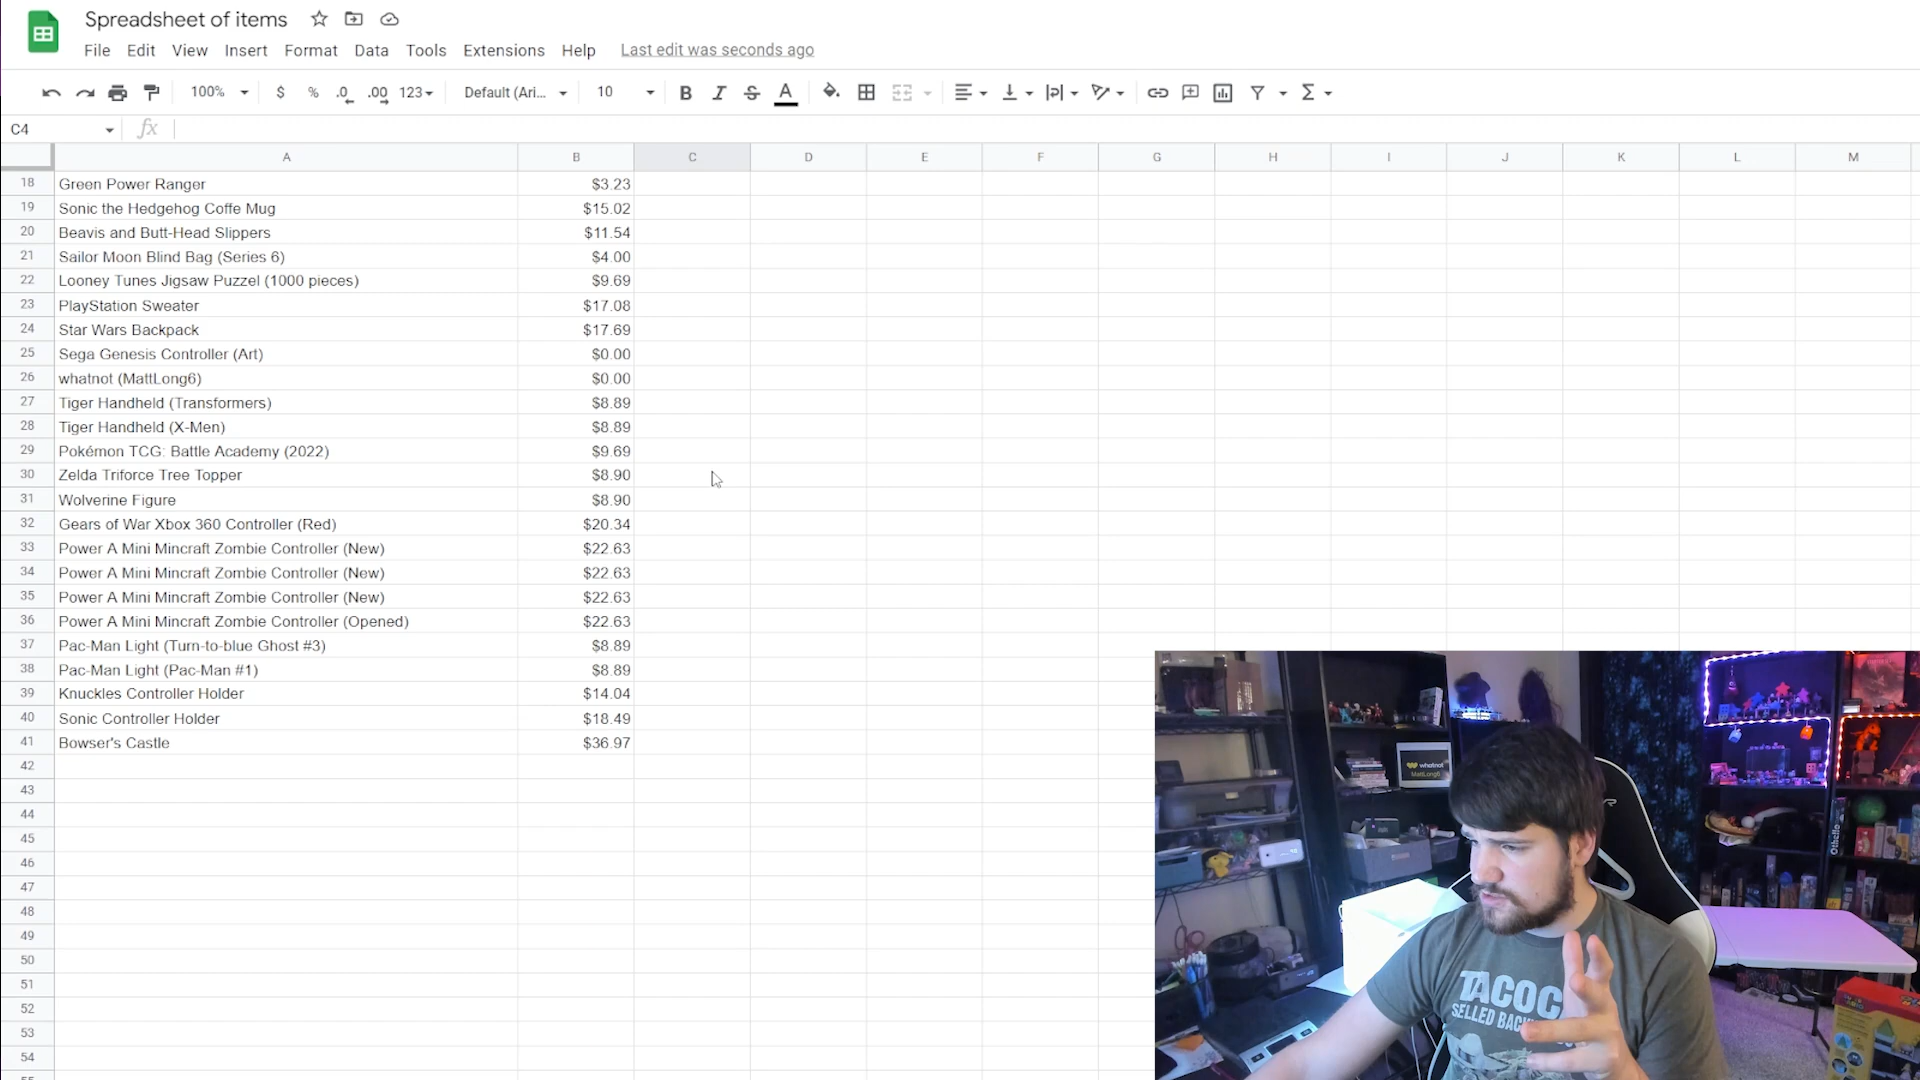 Spreadsheet of items
File Edit View Insert Format Data Tools Extensions Help Last edit was seconds ago
100% $ % .0 .00 123 Default (Ari... 10 B I S A
C4 fx
A B C D E F G H I J K L M
18 Green Power Ranger $3.23
19 Sonic the Hedgehog Coffe Mug $15.02
20 Beavis and Butt-Head Slippers $11.54
21 Sailor Moon Blind Bag (Series 6) $4.00
22 Looney Tunes Jigsaw Puzzel (1000 pieces) $9.69
23 PlayStation Sweater $17.08
24 Star Wars Backpack $17.69
25 Sega Genesis Controller (Art) $0.00
26 whatnot (MattLong6) $0.00
27 Tiger Handheld (Transformers) $8.89
28 Tiger Handheld (X-Men) $8.89
29 Pokémon TCG: Battle Academy (2022) $9.69
30 Zelda Triforce Tree Topper $8.90
31 Wolverine Figure $8.90
32 Gears of War Xbox 360 Controller (Red) $20.34
33 Power A Mini Mincraft Zombie Controller (New) $22.63
34 Power A Mini Mincraft Zombie Controller (New) $22.63
35 Power A Mini Mincraft Zombie Controller (New) $22.63
36 Power A Mini Mincraft Zombie Controller (Opened) $22.63
37 Pac-Man Light (Turn-to-blue Ghost #3) $8.89
38 Pac-Man Light (Pac-Man #1) $8.89
39 Knuckles Controller Holder $14.04
40 Sonic Controller Holder $18.49
41 Bowser's Castle $36.97
42
43
44
45
46
47
48
49
50
51
52
53
54
whatnot
MattLong6
Othello
TACOC
SELLED BAC